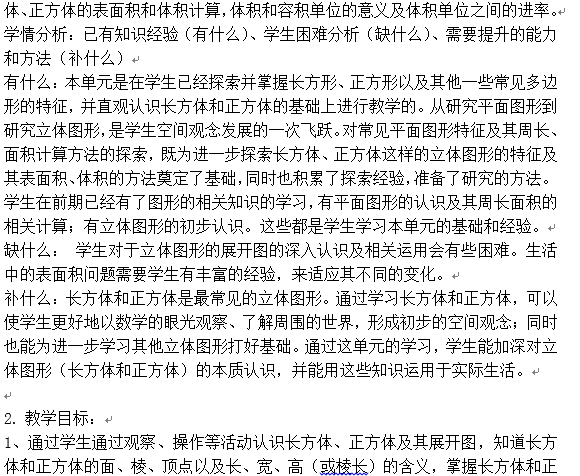 体、正方体的表面积和体积计算，体积和容积单位的意义及体积单位之间的进率。
学情分析：已有知识经验（有什么）、学生困难分析（缺什么）、需要提升的能力
和方法（补什么）
有什么：本单元是在学生已经探索并掌握长方形、正方形以及其他一些常见多边
形的特征，并直观认识长方体和正方体的基础上进行教学的。从研究平面图形到
研究立体图形，是学生空间观念发展的一次飞跃。对常见平面图形特征及其周长、
面积计算方法的探索，既为进一步探索长方体、正方体这样的立体图形的特征及
其表面积、体积的方法奠定了基础，同时也积累了探索经验，准备了研究的方法。
学生在前期已经有了图形的相关知识的学习，有平面图形的认识及其周长面积的
相关计算；有立体图形的初步认识。这些都是学生学习本单元的基础和经验。
缺什么： 学生对于立体图形的展开图的深入认识及相关运用会有些困难。生活
中的表面积问题需要学生有丰富的经验，来适应其不同的变化。
补什么：长方体和正方体是最常见的立体图形。通过学习长方体和正方体，可以
使学生更好地以数学的眼光观察、了解周围的世界，形成初步的空间观念；同时
也能为进一步学习其他立体图形打好基础。通过这单元的学习，学生能加深对立
体图形（长方体和正方体）的本质认识，并能用这些知识运用于实际生活。
2. 教学目标：
1、通过学生通过观察、操作等活动认识长方体、正方体及其展开图，知道长方
体和正方体的面、棱、顶点以及长、宽、高（或棱长）的含义，掌握长方体和正